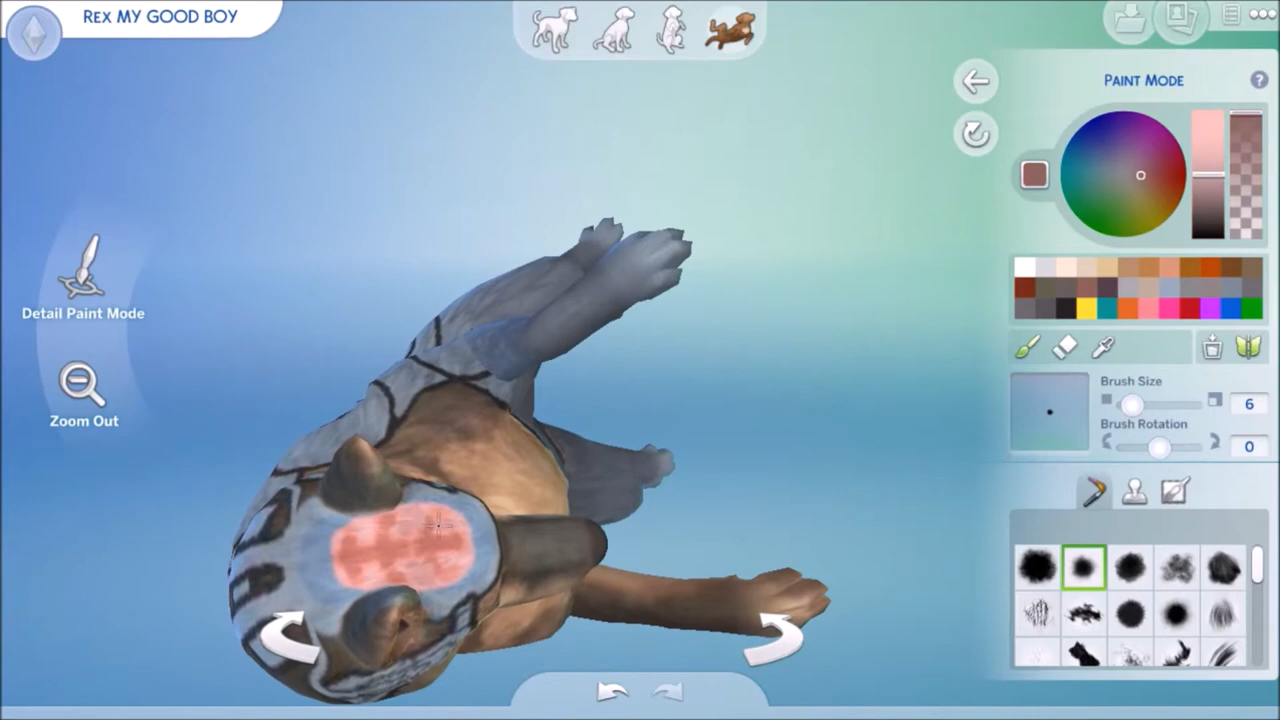 REX MY GOOD BOY
PAINT MODE
?
Detail Paint Mode
Brush Size
6
Zoom Out
Brush Rotation
0